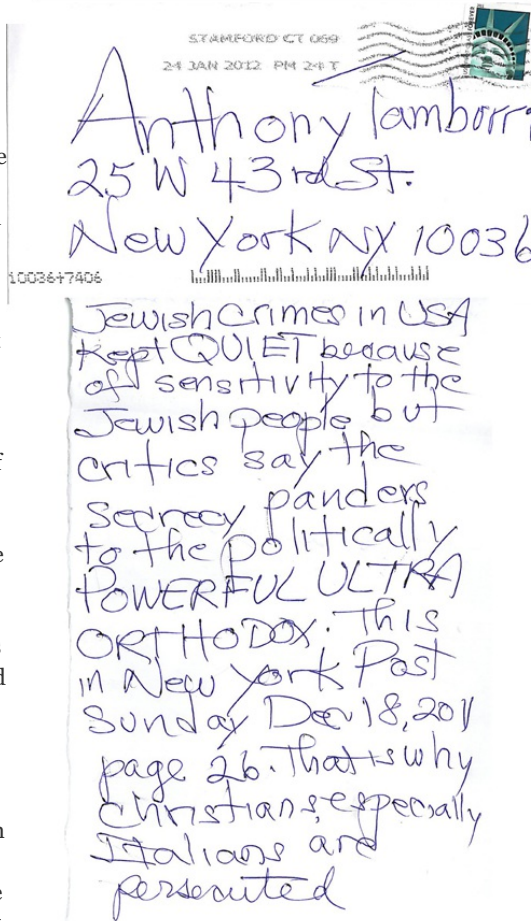 STAMFORD CT 069
24 JAN 2012 PM 24 T
Anthony Tamburri
25 W 43rd St.
New York NY 10036
10036+7406
Jewish Crimes in USA
Kept QUIET because
of sensitivity to the
Jewish people but
critics say the
secrecy panders
to the politically
POWERFUL ULTRA
ORTHODOX. This
in New York Post
Sunday Dec 18, 2011
page 26. That is why
Christians, especially
Italians are
persecuted